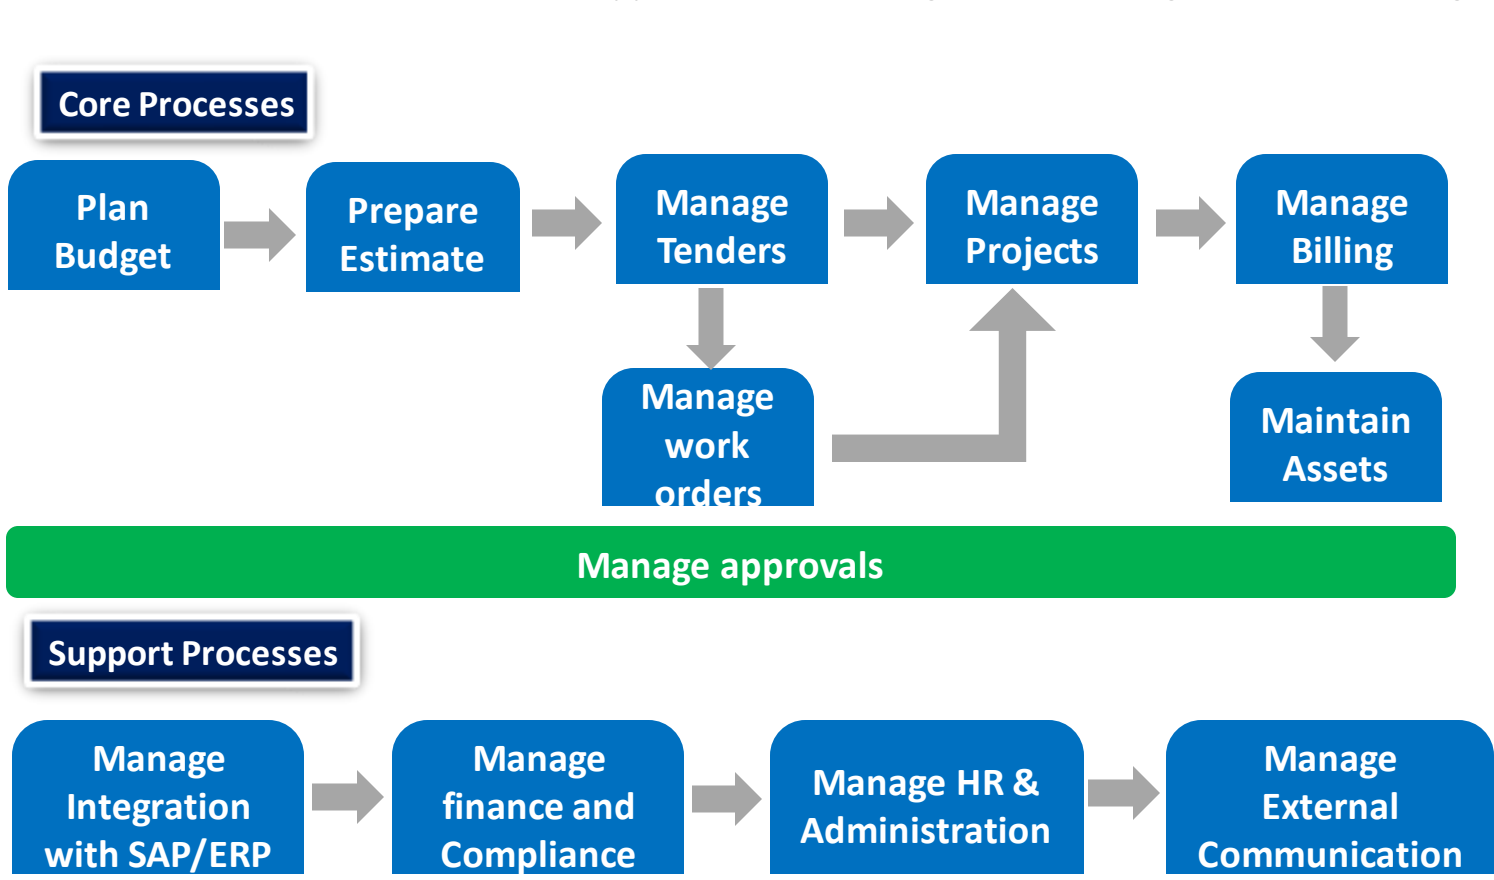 Core Processes
Plan
Budget
Prepare
Estimate
Manage
Tenders
Manage
Projects
Manage
Billing
Manage
work
orders
Maintain
Assets
Manage approvals
Support Processes
Manage
Integration
with SAP/ERP
Manage
finance and
Compliance
Manage HR &
Administration
Manage
External
Communication